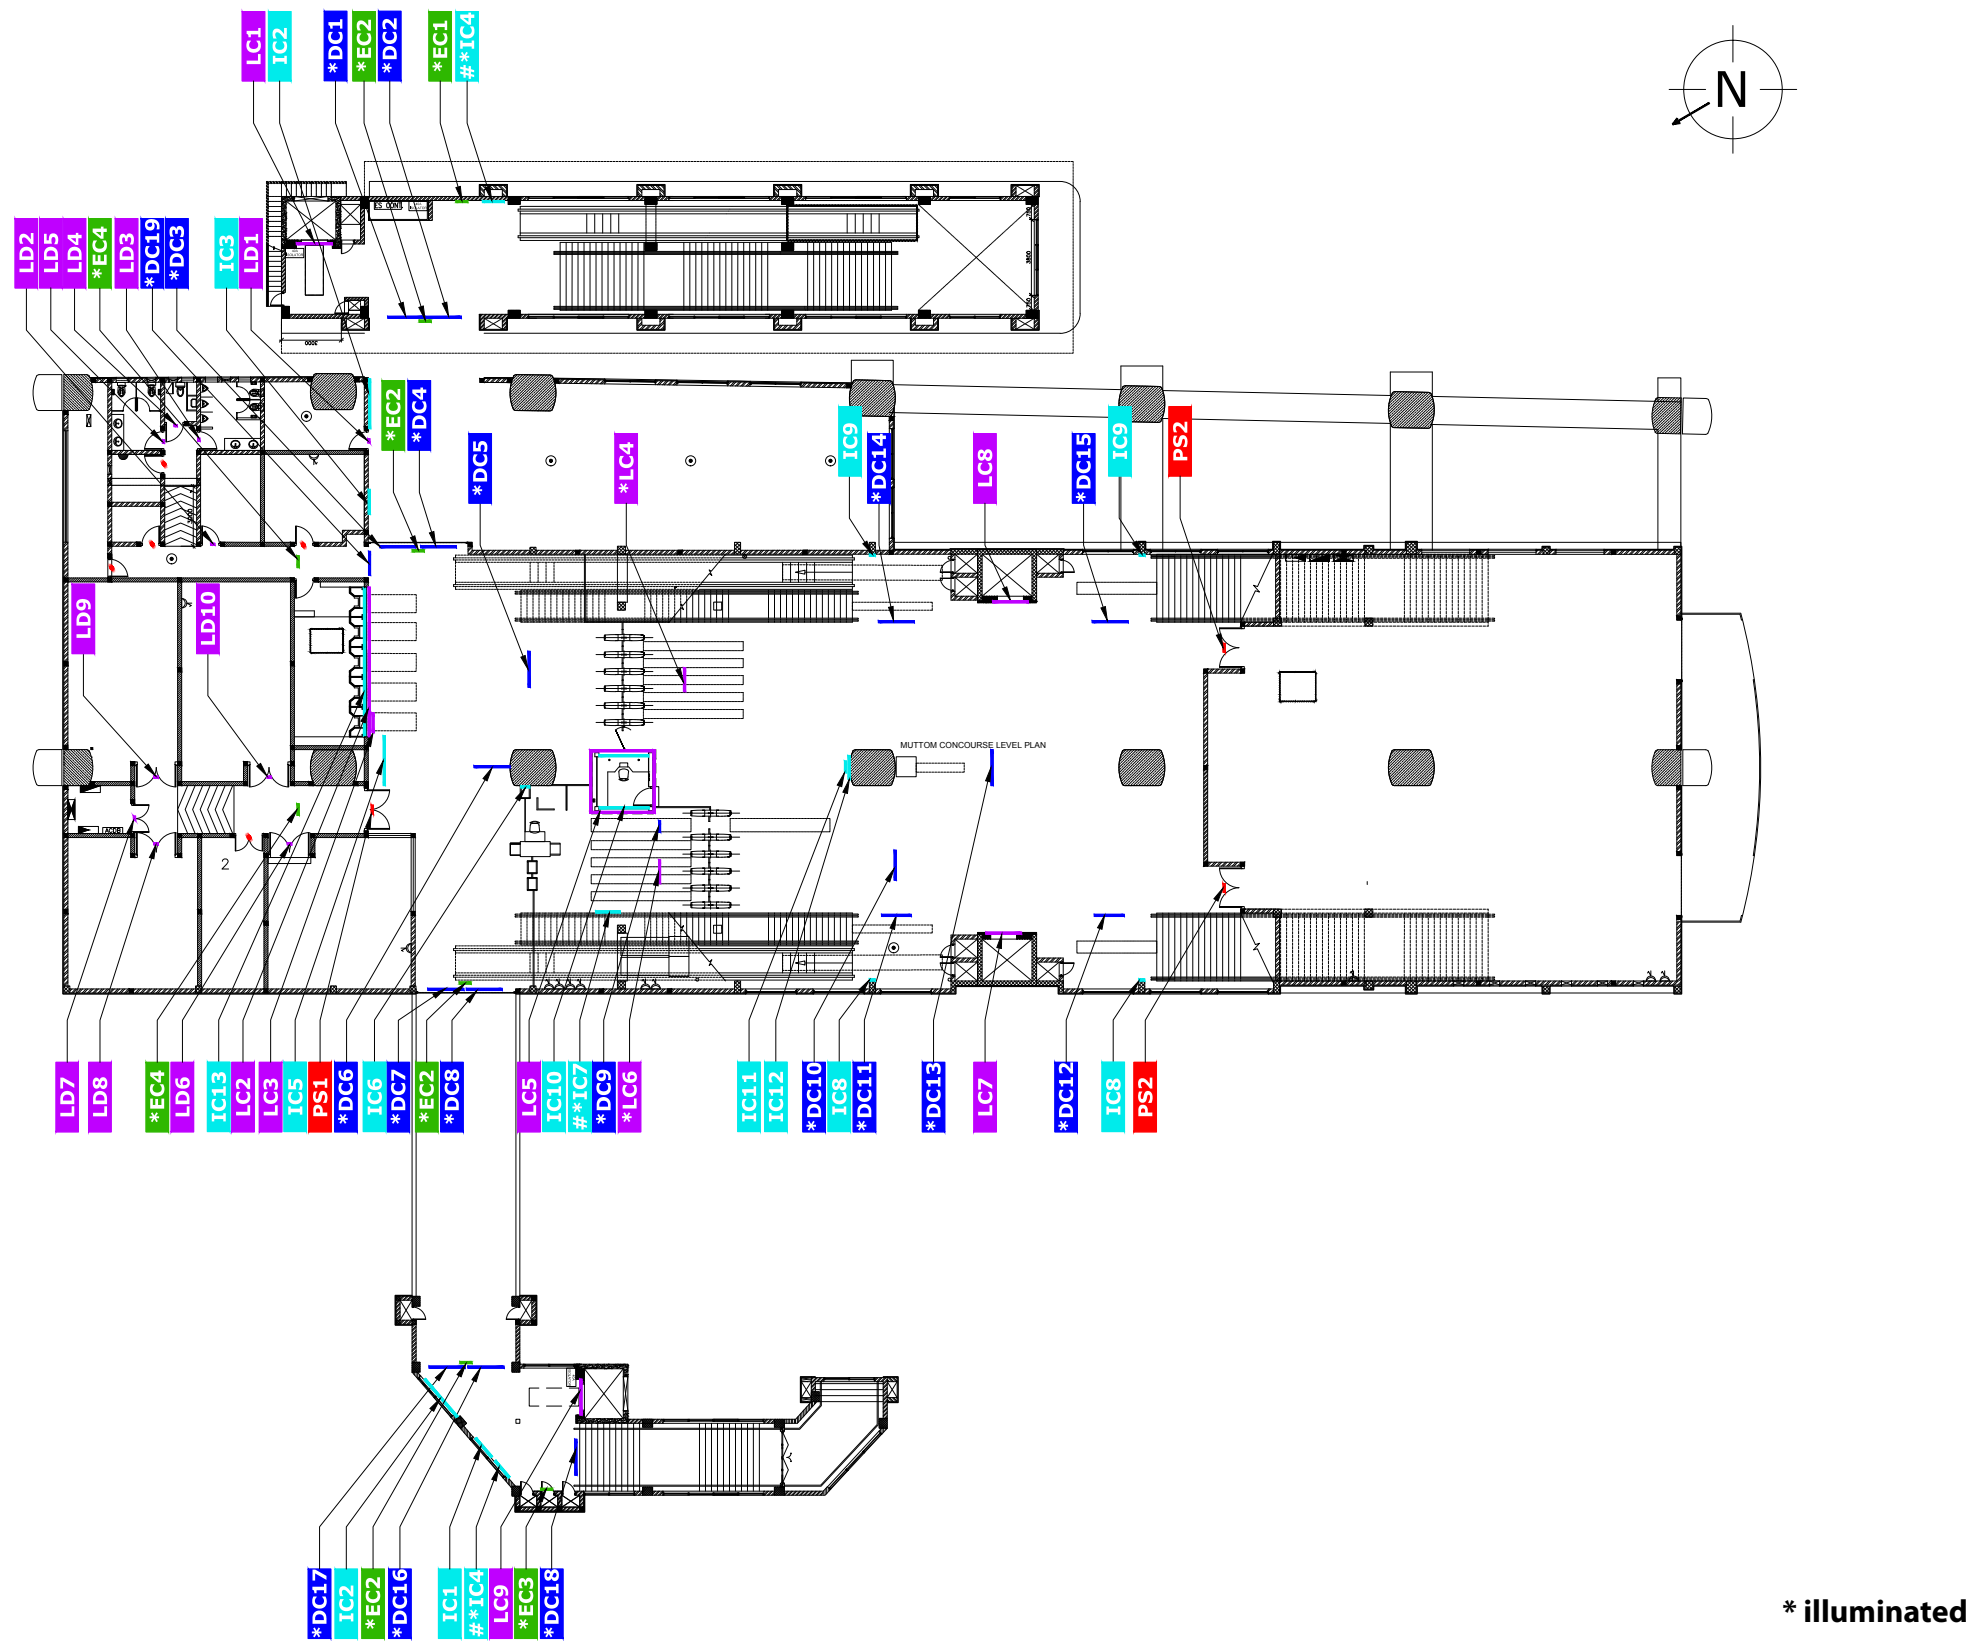 LC1
IC2
*DC1
*EC2
*DC2
*EC1
#*IC4
N
LD2
LD5
LD4
*EC4
LD3
*DC19
*DC3
IC3
LD1
3000
*EC2
*DC4
*DC5
*LC4
IC9
*DC14
LC8
*DC15
IC9
PS2
LD9
LD10
MUTTOM CONCOURSE LEVEL PLAN
ACDB
2
LD7
LD8
*EC4
LD6
IC13
LC2
LC3
IC5
PS1
*DC6
IC6
*DC7
*EC2
*DC8
LC5
IC10
#*IC7
*DC9
*LC6
IC11
IC12
*DC10
IC8
*DC11
*DC13
LC7
*DC12
IC8
PS2
*DC17
IC2
*EC2
*DC16
IC1
#*IC4
LC9
*EC3
*DC18
* illuminated